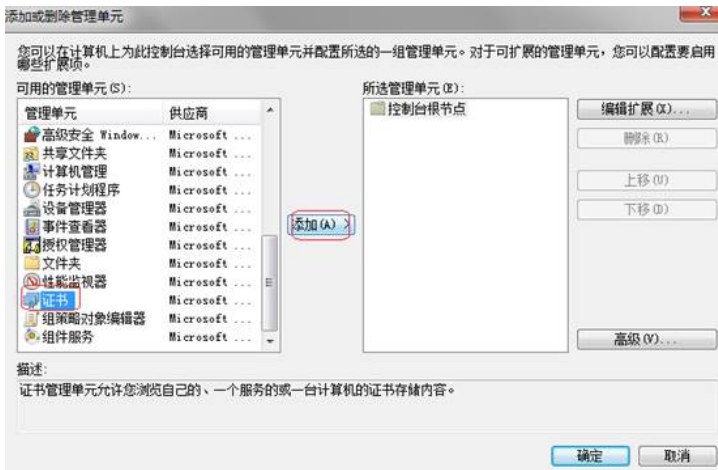 添加或删除管理单元
您可以在计算机上为此控制台选择可用的管理单元并配置所选的一组管理单元。对于可扩展的管理单元，您可以配置要启用
哪些扩展项。
可用的管理单元(S):
所选管理单元(E):
管理单元 供应商
高级安全 Window... Microsoft ...
共享文件夹 Microsoft ...
计算机管理 Microsoft ...
任务计划程序 Microsoft ...
设备管理器 Microsoft ...
事件查看器 Microsoft ...
授权管理器 Microsoft ...
文件夹 Microsoft ...
性能监视器 Microsoft ...
证书 Microsoft ...
组策略对象编辑器 Microsoft ...
组件服务 Microsoft ...
添加(A) >
控制台根节点
编辑扩展(X)...
删除(R)
上移(U)
下移(D)
高级(V)...
描述:
证书管理单元允许您浏览自己的、一个服务的或一台计算机的证书存储内容。
确定 取消